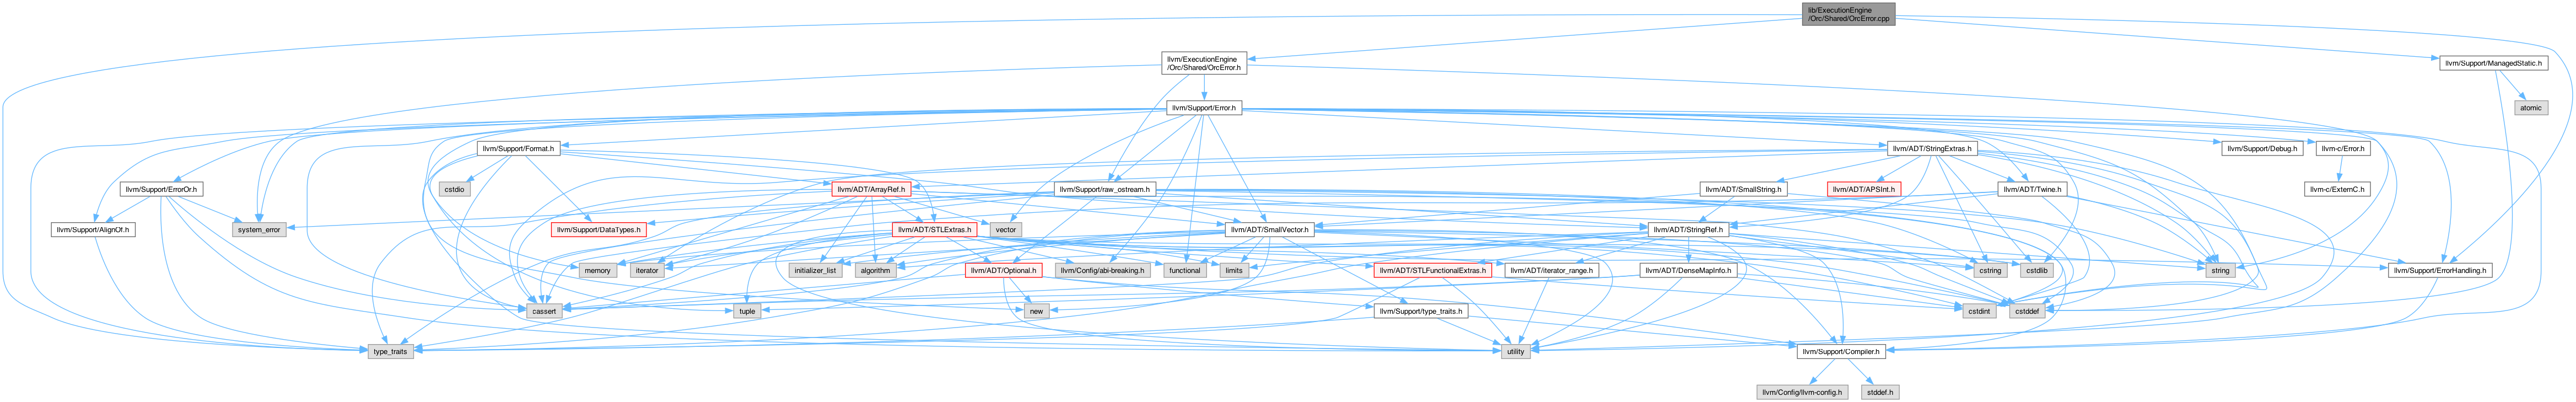 lib/ExecutionEngine
/Orc/Shared/OrcError.cpp
llvm/ExecutionEngine
/Orc/Shared/OrcError.h
llvm/Support/ManagedStatic.h
llvm/Support/Error.h
atomic
llvm/Support/Format.h
llvm/ADT/StringExtras.h
llvm/Support/Debug.h
llvm-c/Error.h
cstdio
llvm/Support/ErrorOr.h
llvm/ADT/ArrayRef.h
llvm/Support/raw_ostream.h
llvm/ADT/SmallString.h
llvm/ADT/APSInt.h
llvm/ADT/Twine.h
llvm-c/ExternC.h
llvm/Support/AlignOf.h
system_error
llvm/Support/DataTypes.h
llvm/ADT/STLExtras.h
vector
llvm/ADT/SmallVector.h
llvm/ADT/StringRef.h
memory
iterator
initializer_list
algorithm
llvm/ADT/Optional.h
llvm/Config/abi-breaking.h
functional
limits
llvm/ADT/STLFunctionalExtras.h
llvm/ADT/iterator_range.h
llvm/ADT/DenseMapInfo.h
cstring
cstdlib
string
llvm/Support/ErrorHandling.h
cassert
tuple
new
llvm/Support/type_traits.h
cstdint
cstddef
type_traits
utility
llvm/Support/Compiler.h
llvm/Config/llvm-config.h
stddef.h